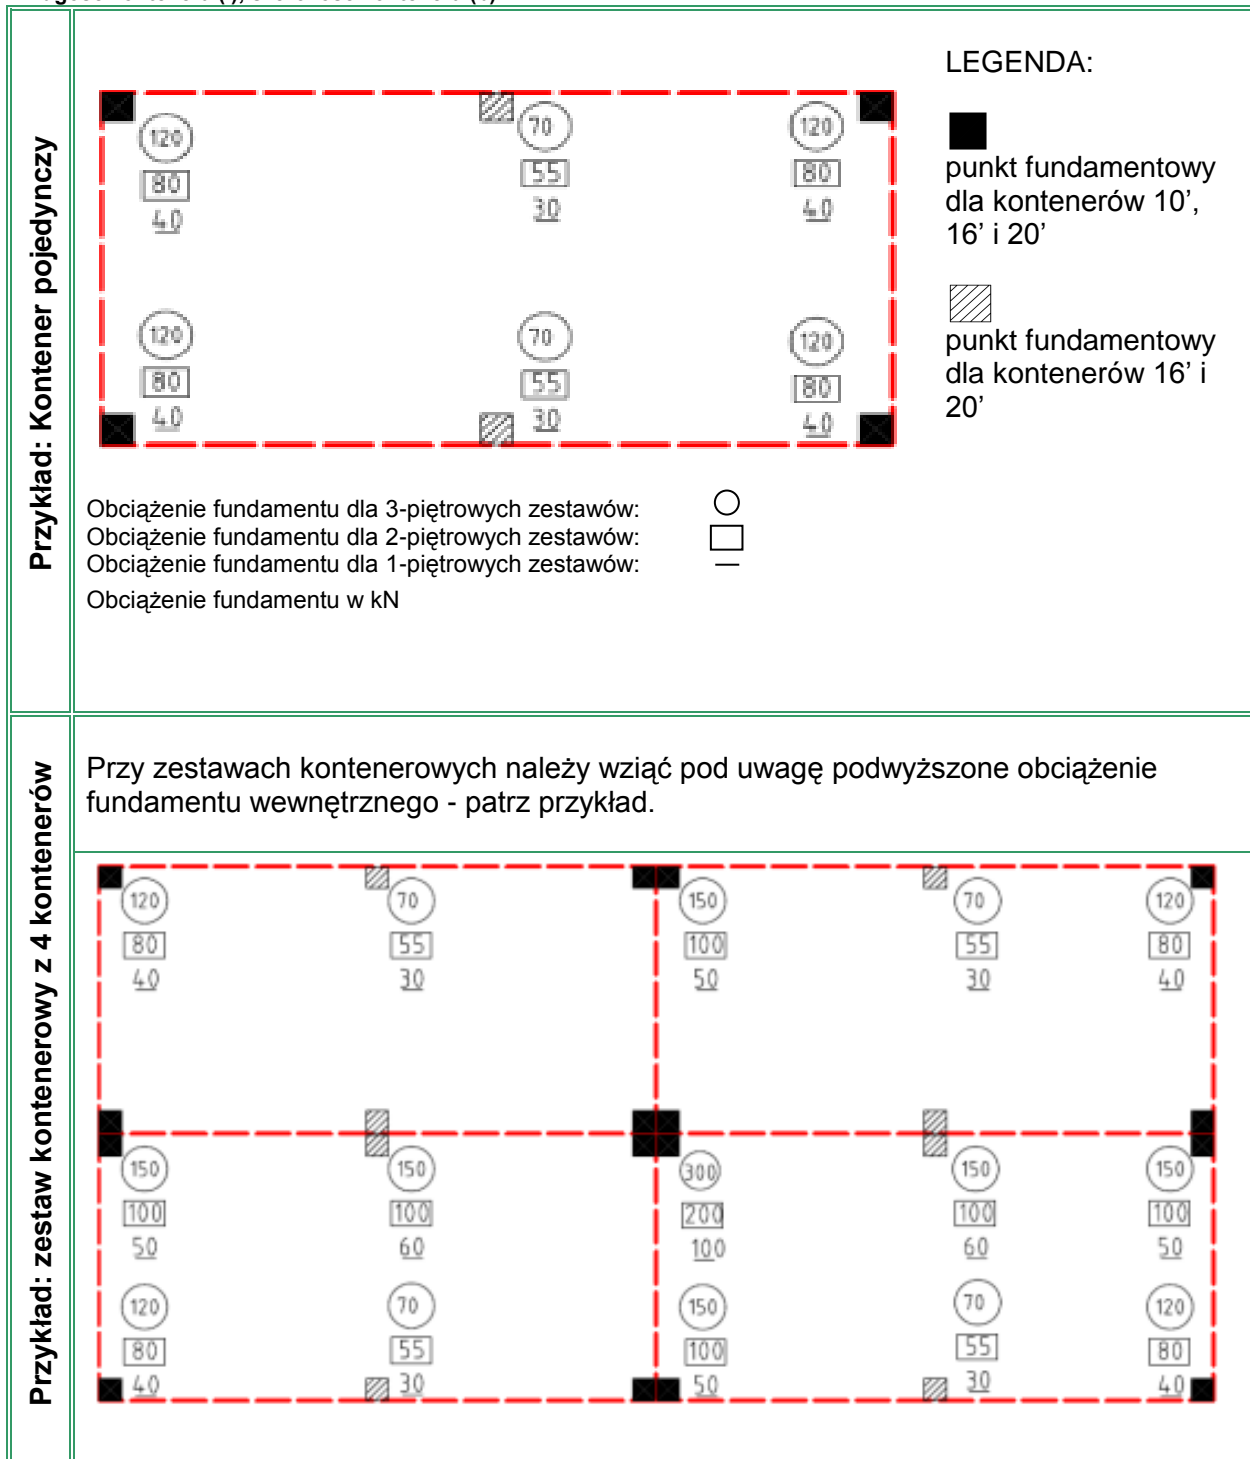 Przykład: Kontener pojedynczy
120 70 120
80 55 80
40 30 40
120 70 120
80 55 80
40 30 40
LEGENDA:
punkt fundamentowy
dla kontenerów 10’,
16’ i 20’
punkt fundamentowy
dla kontenerów 16’ i
20’
Obciążenie fundamentu dla 3-piętrowych zestawów:
Obciążenie fundamentu dla 2-piętrowych zestawów:
Obciążenie fundamentu dla 1-piętrowych zestawów:
Obciążenie fundamentu w kN
Przykład: zestaw kontenerowy z 4 kontenerów
Przy zestawach kontenerowych należy wziąć pod uwagę podwyższone obciążenie
fundamentu wewnętrznego - patrz przykład.
120 70 150 70 120
80 55 100 55 80
40 30 50 30 40
150 150 300 150 150
100 100 200 100 100
50 60 100 60 50
120 70 150 70 120
80 55 100 55 80
40 30 50 30 40